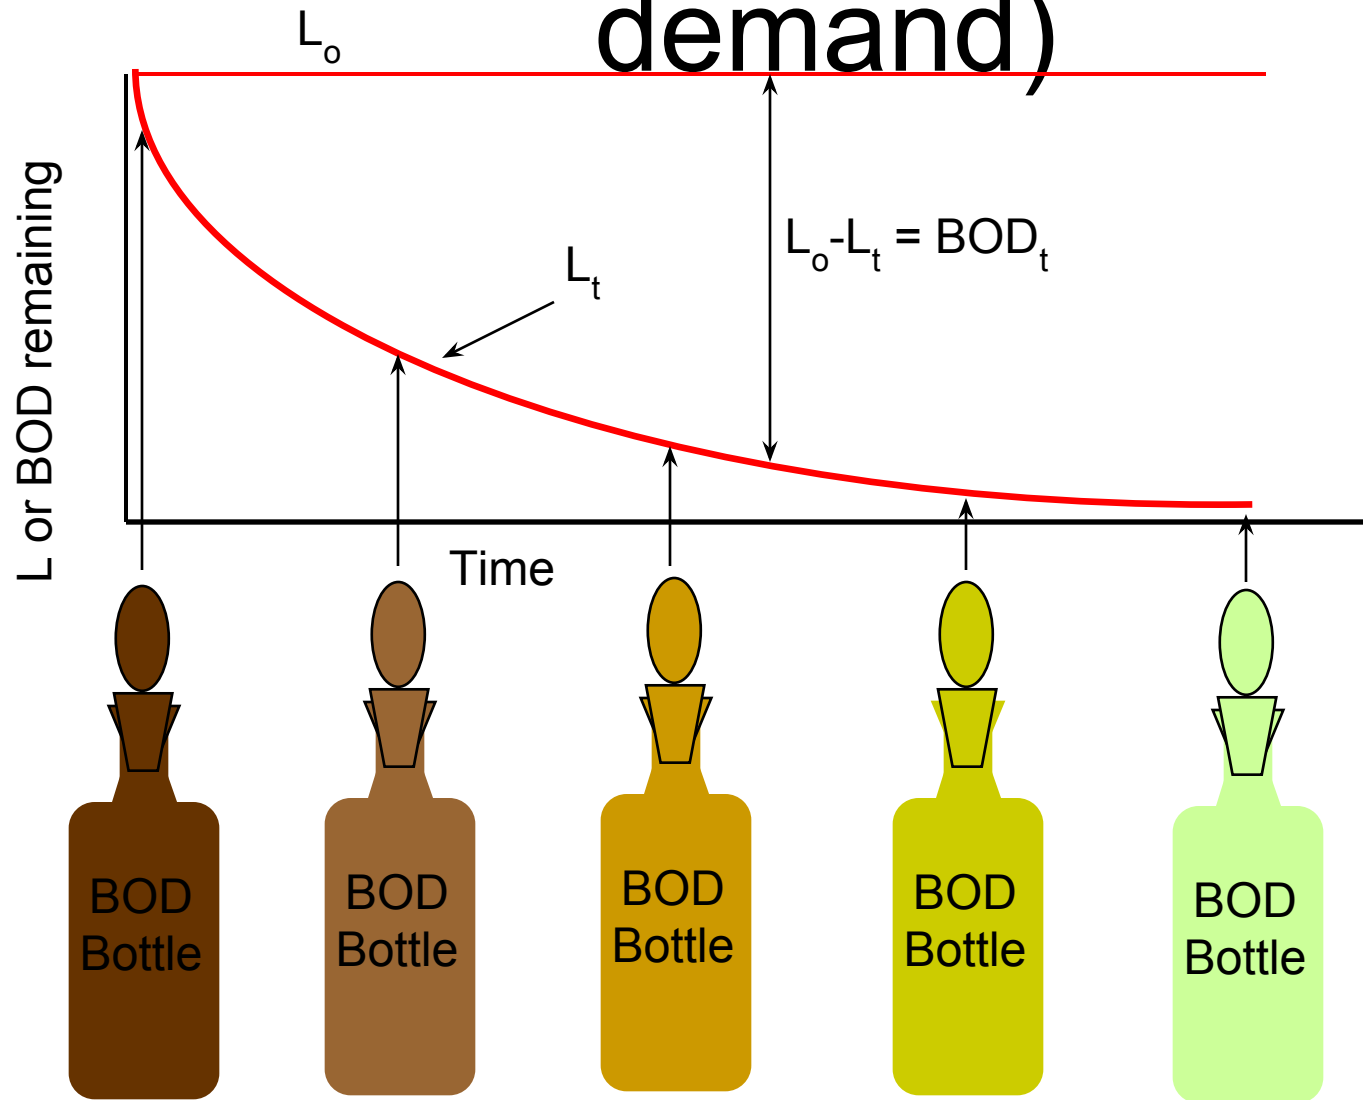 demand)
Lo
L or BOD remaining
Lt
Lo-Lt = BODt
Time
BOD
Bottle
BOD
Bottle
BOD
Bottle
BOD
Bottle
BOD
Bottle